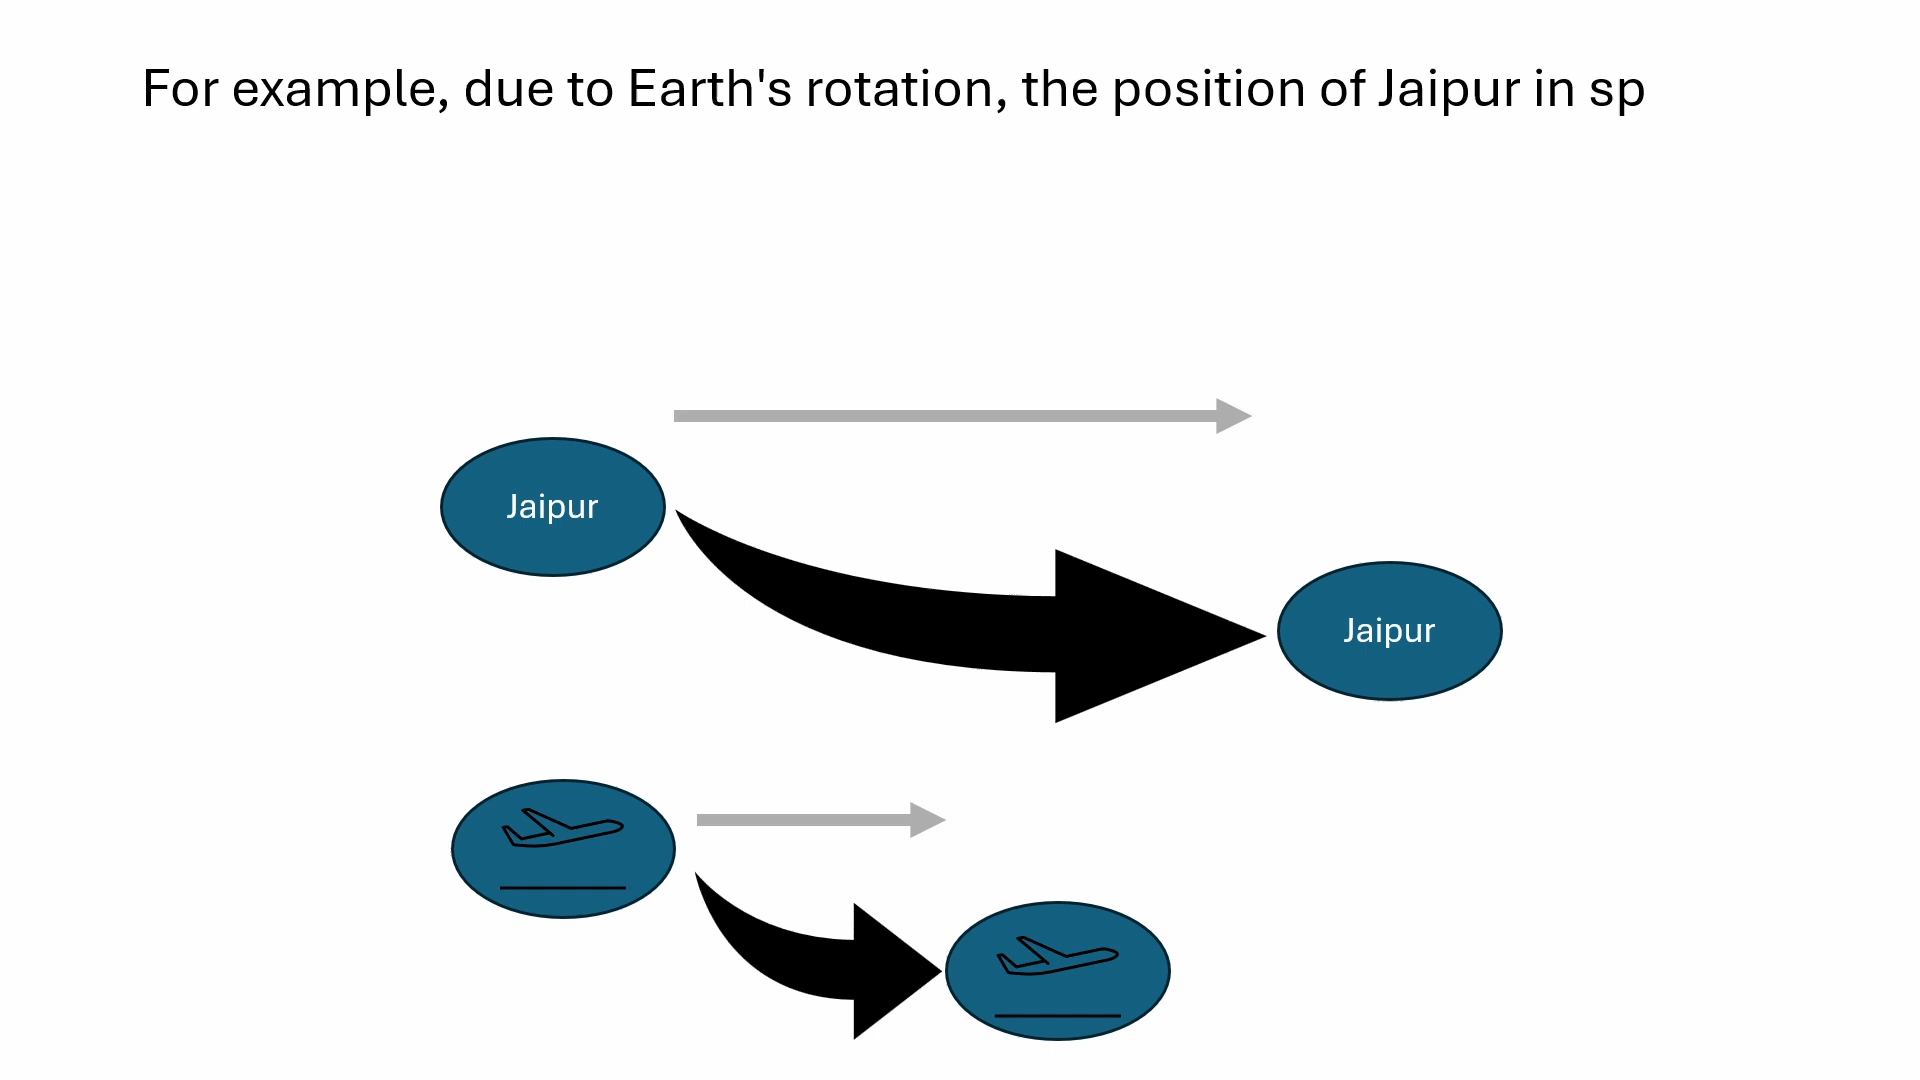 For example, due to Earth's rotation, the position of Jaipur in sp
Jaipur
Jaipur